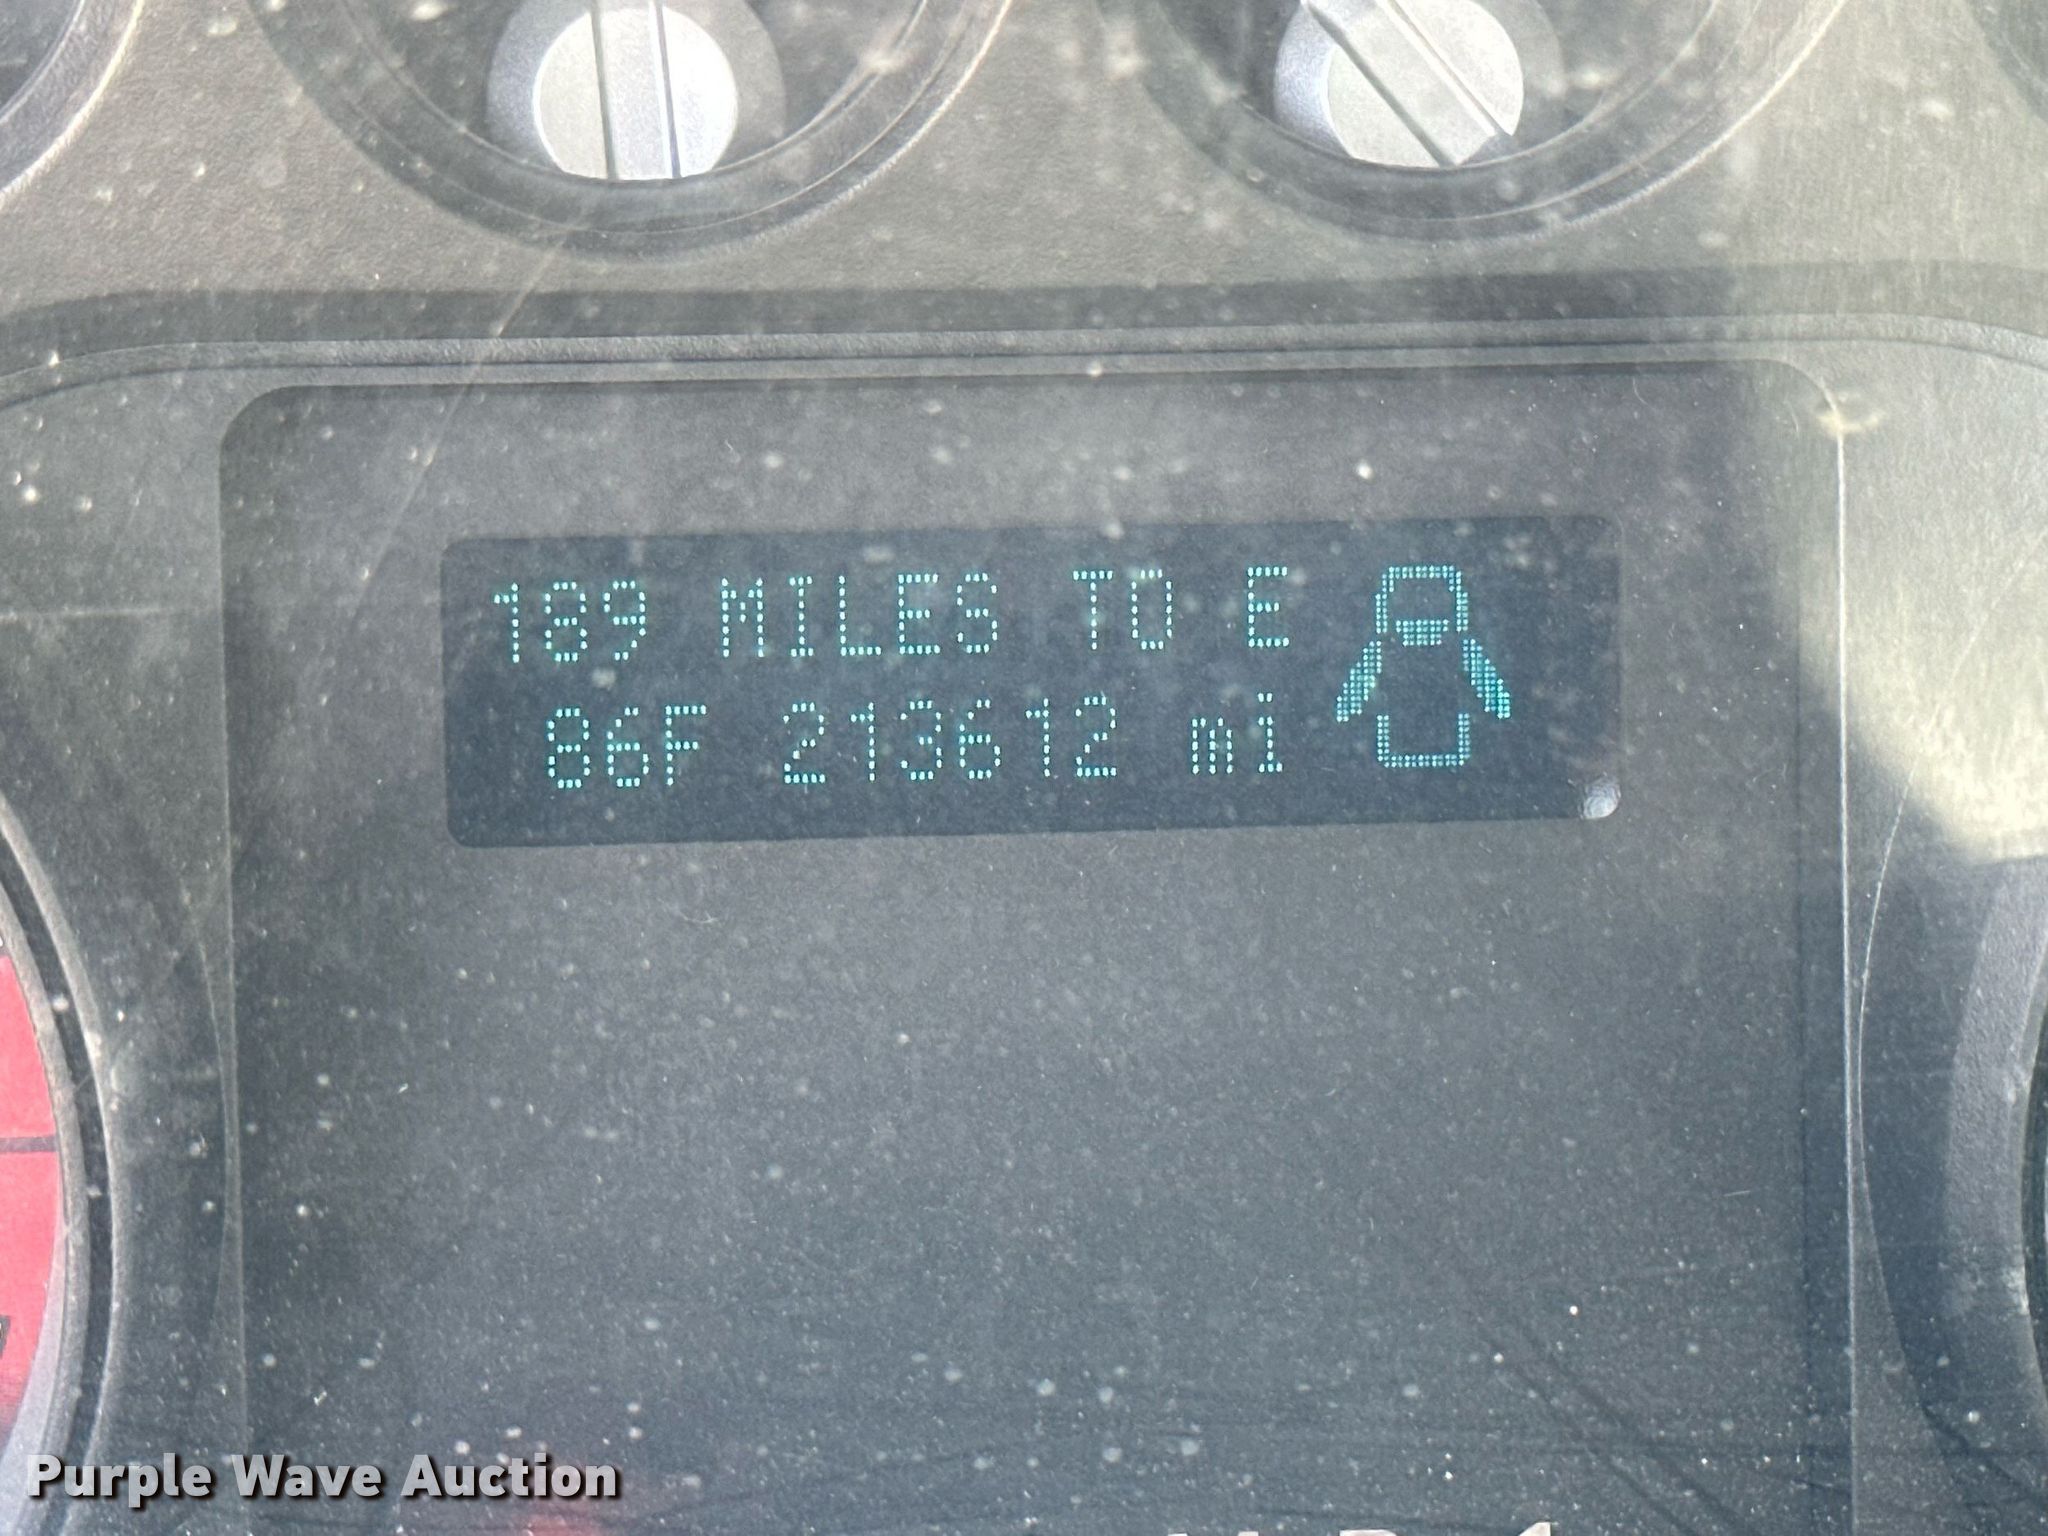 189 MILES TO E
86F 213612 mi
Purple Wave Auction